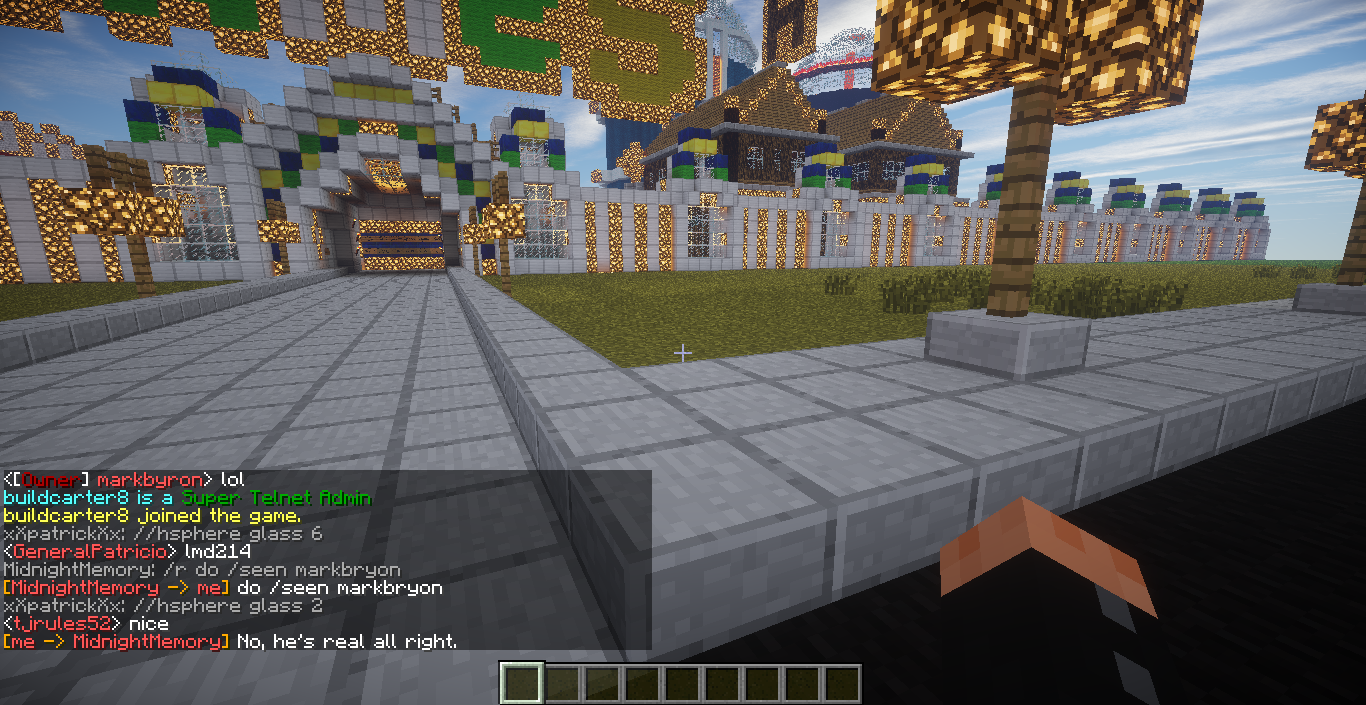 <[Owner] markbyron> lol
buildcarter8 is a Super Telnet Admin
buildcarter8 joined the game.
xXpatrickXx: //hsphere glass 6
<GeneralPatricio> lmd214
MidnightMemory: /r do /seen markbryon
[MidnightMemory -> me] do /seen markbryon
xXpatrickXx: //hsphere glass 2
<tjrules52> nice
[me -> MidnightMemory] No, he's real all right.